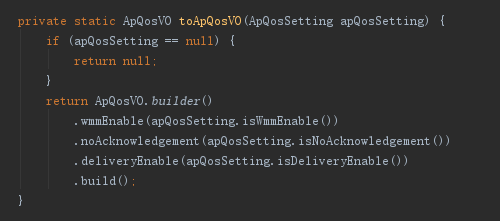 private static ApQosVO toApQosVO(ApQosSetting apQosSetting) {
    if (apQosSetting == null) {
        return null;
    }
    return ApQosVO.builder()
        .wmmEnable(apQosSetting.isWmmEnable())
        .noAcknowledgement(apQosSetting.isNoAcknowledgement())
        .deliveryEnable(apQosSetting.isDeliveryEnable())
        .build();
}